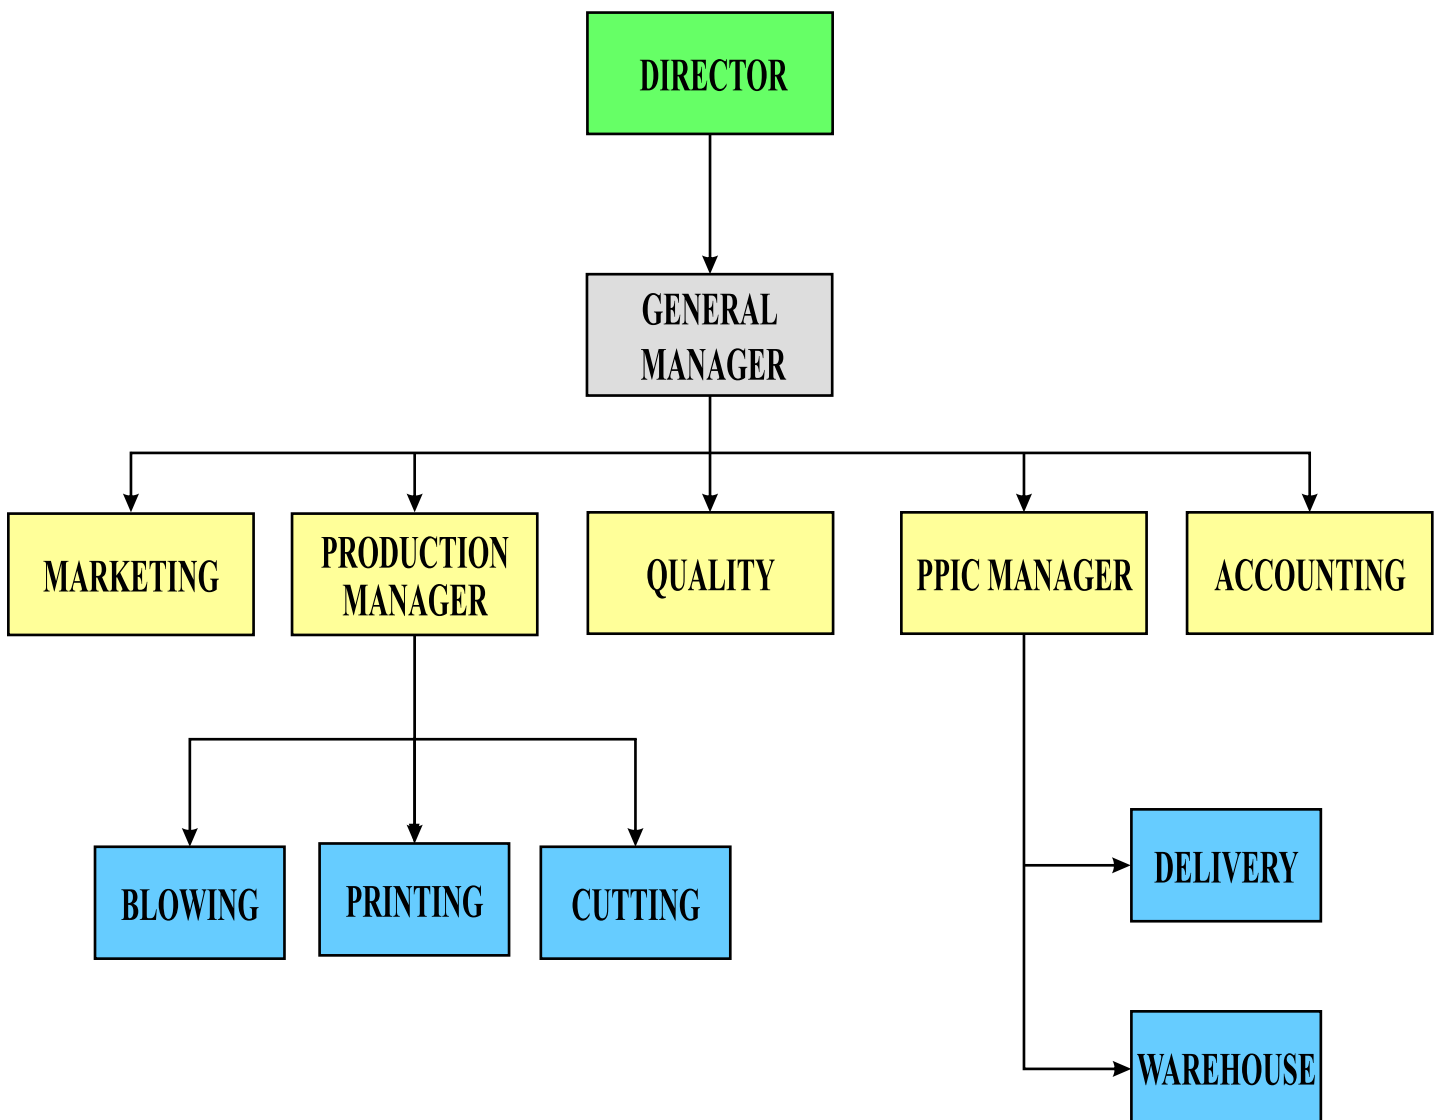 DIRECTOR
GENERAL
MANAGER
MARKETING
PRODUCTION
MANAGER
QUALITY
PPIC MANAGER
ACCOUNTING
BLOWING
PRINTING
CUTTING
DELIVERY
WAREHOUSE